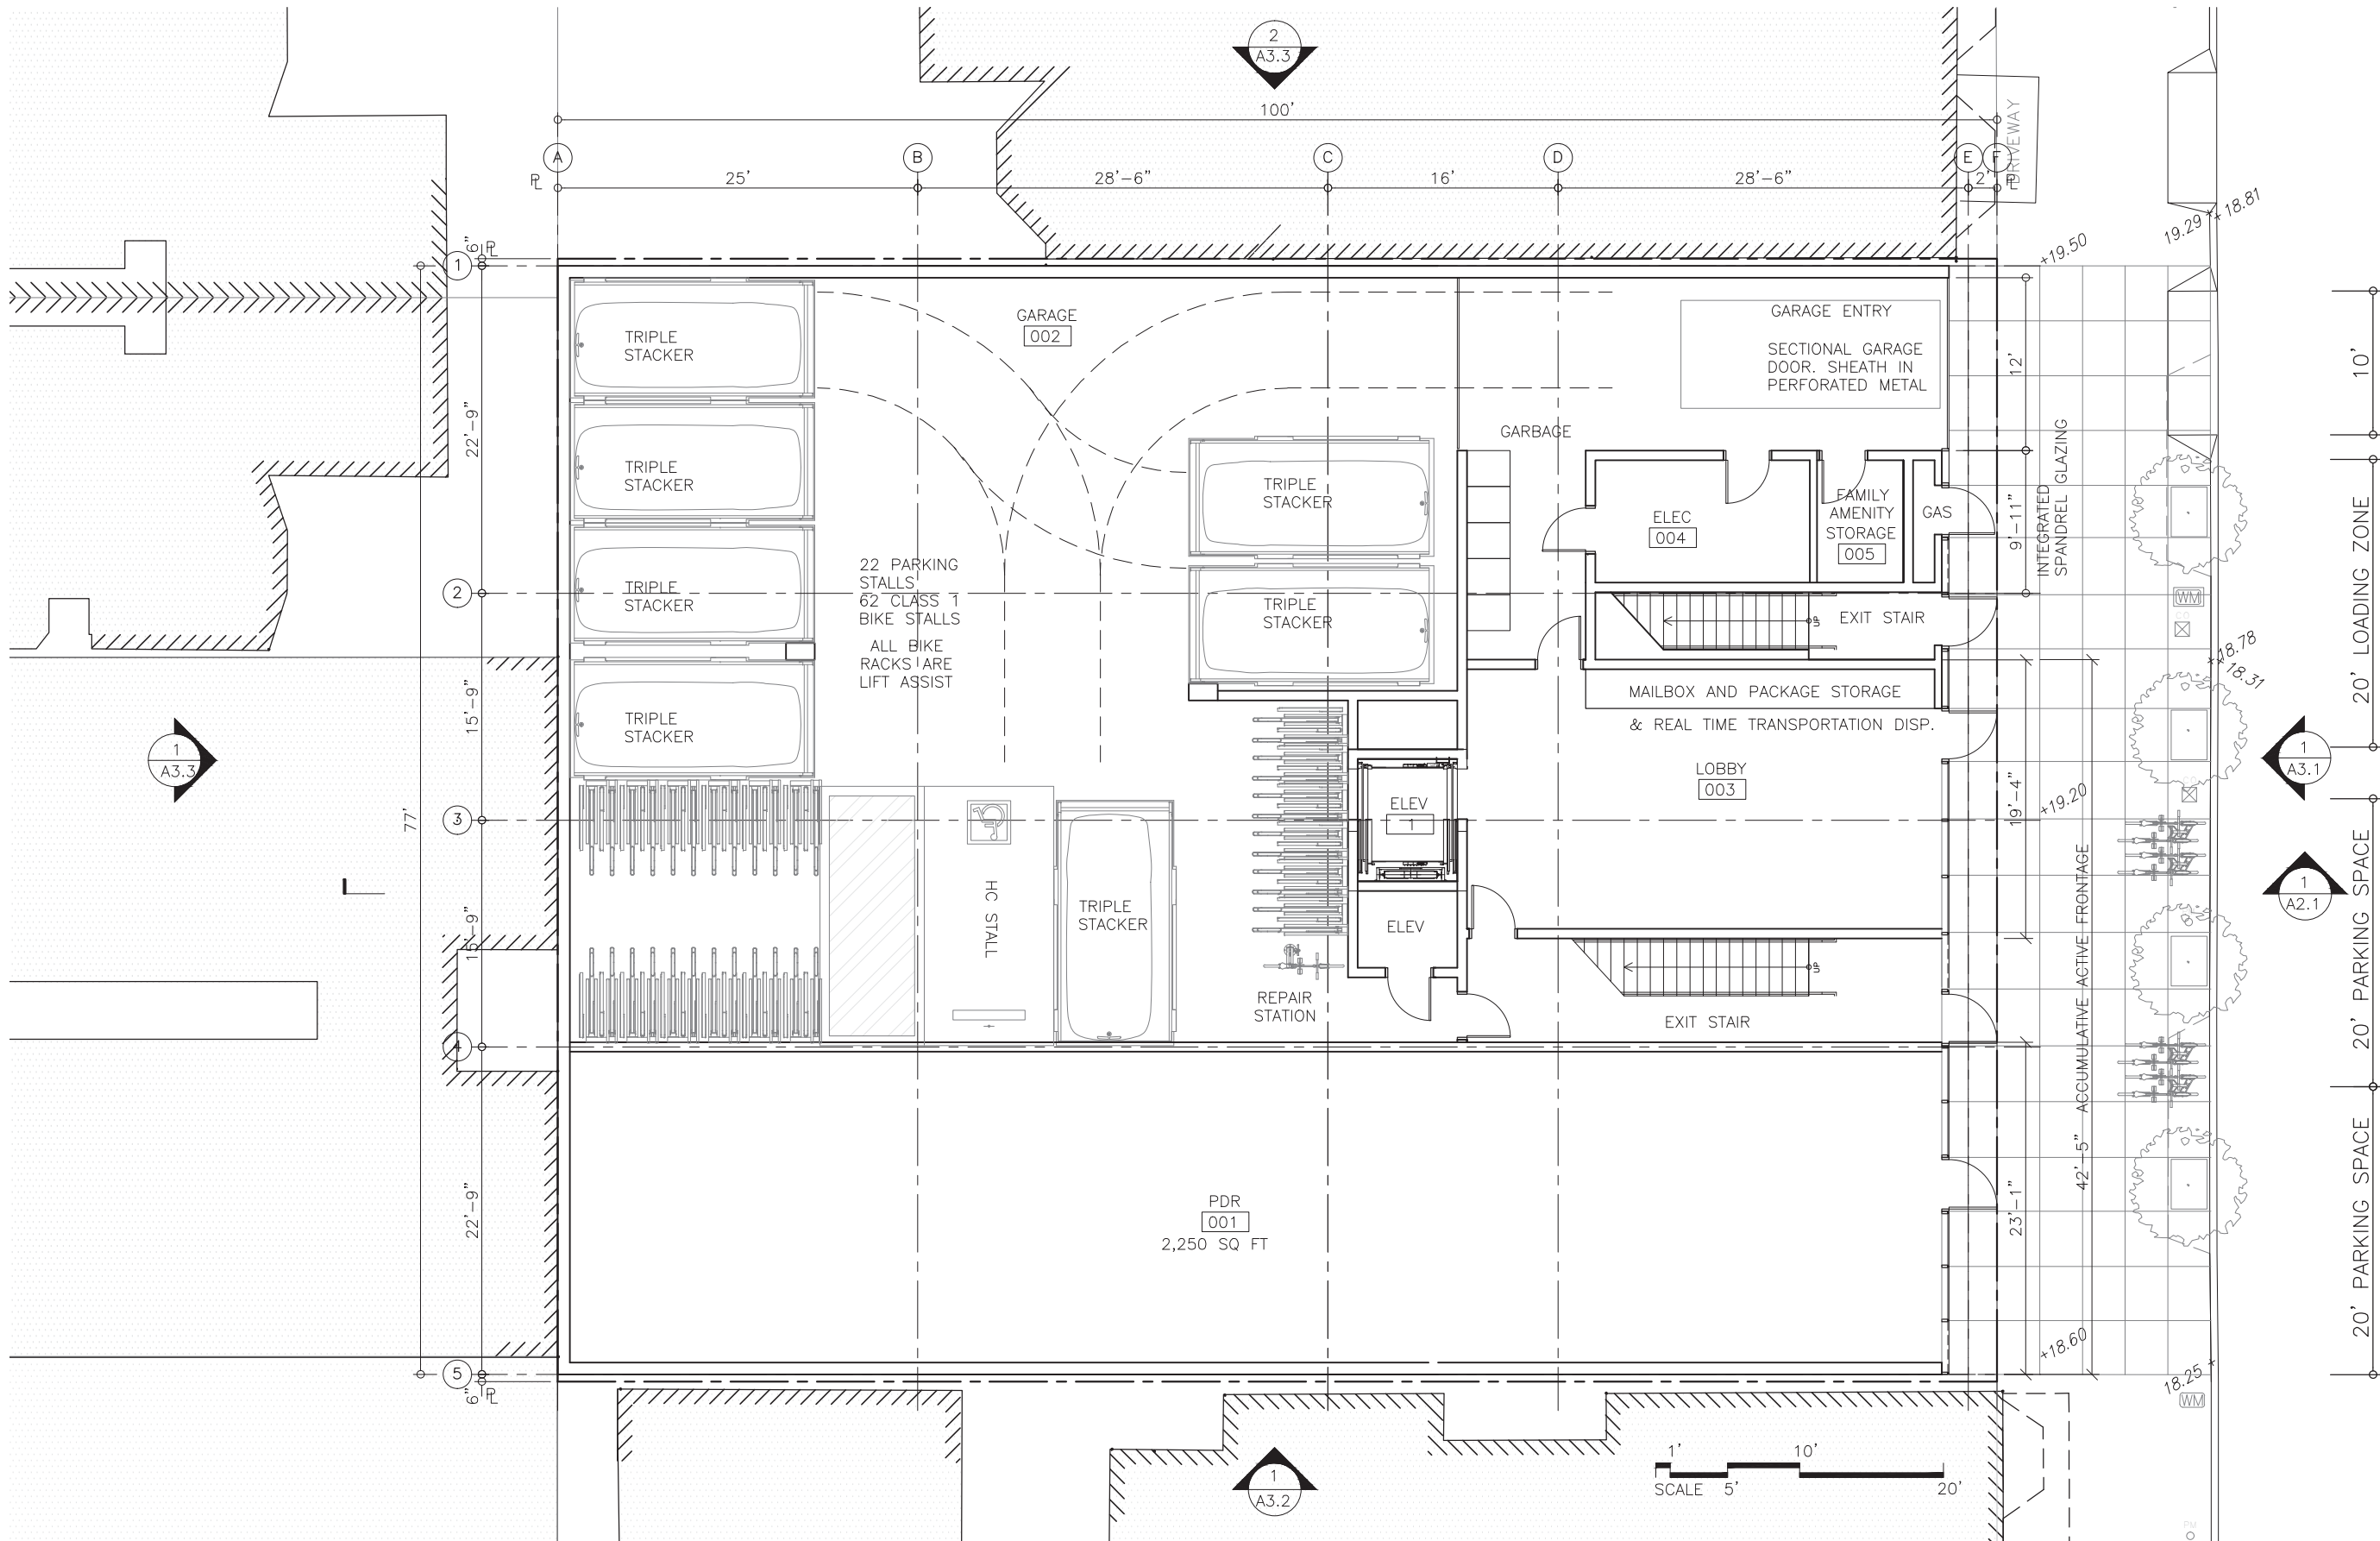 2
A3.3
100'
DRIVEWAY
A
B
C
D
E
F
PL
25'
28'-6"
16'
28'-6"
2'
PL
19.29 +
+ 18.81
+19.50
6"
PL
1
GARAGE
002
GARAGE ENTRY
SECTIONAL GARAGE
DOOR. SHEATH IN
PERFORATED METAL
12'
10'
TRIPLE
STACKER
TRIPLE
STACKER
TRIPLE
STACKER
TRIPLE
STACKER
TRIPLE
STACKER
TRIPLE
STACKER
TRIPLE
STACKER
22'-9"
GARBAGE
INTEGRATED
SPANDREL GLAZING
9'-11"
ELEC
004
FAMILY
AMENITY
STORAGE
005
GAS
20' LOADING ZONE
22 PARKING
STALLS
62 CLASS 1
BIKE STALLS
ALL BIKE
RACKS ARE
LIFT ASSIST
2
UP
EXIT STAIR
WM
CO
+18.78
+18.31
15'-9"
MAILBOX AND PACKAGE STORAGE
& REAL TIME TRANSPORTATION DISP.
1
A3.3
1
A3.1
LOBBY
003
ELEV
1
19'-4"
+19.20
CO
77'
3
HC STALL
ELEV
1
A2.1
20' PARKING SPACE
15'-9"
UP
REPAIR
STATION
EXIT STAIR
4
42'-5" ACCUMULATIVE ACTIVE FRONTAGE
22'-9"
PDR
001
2,250 SQ FT
23'-1"
20' PARKING SPACE
+18.60
18.25 +
5
6"
PL
WM
1
A3.2
1'
10'
SCALE
5'
20'
PM